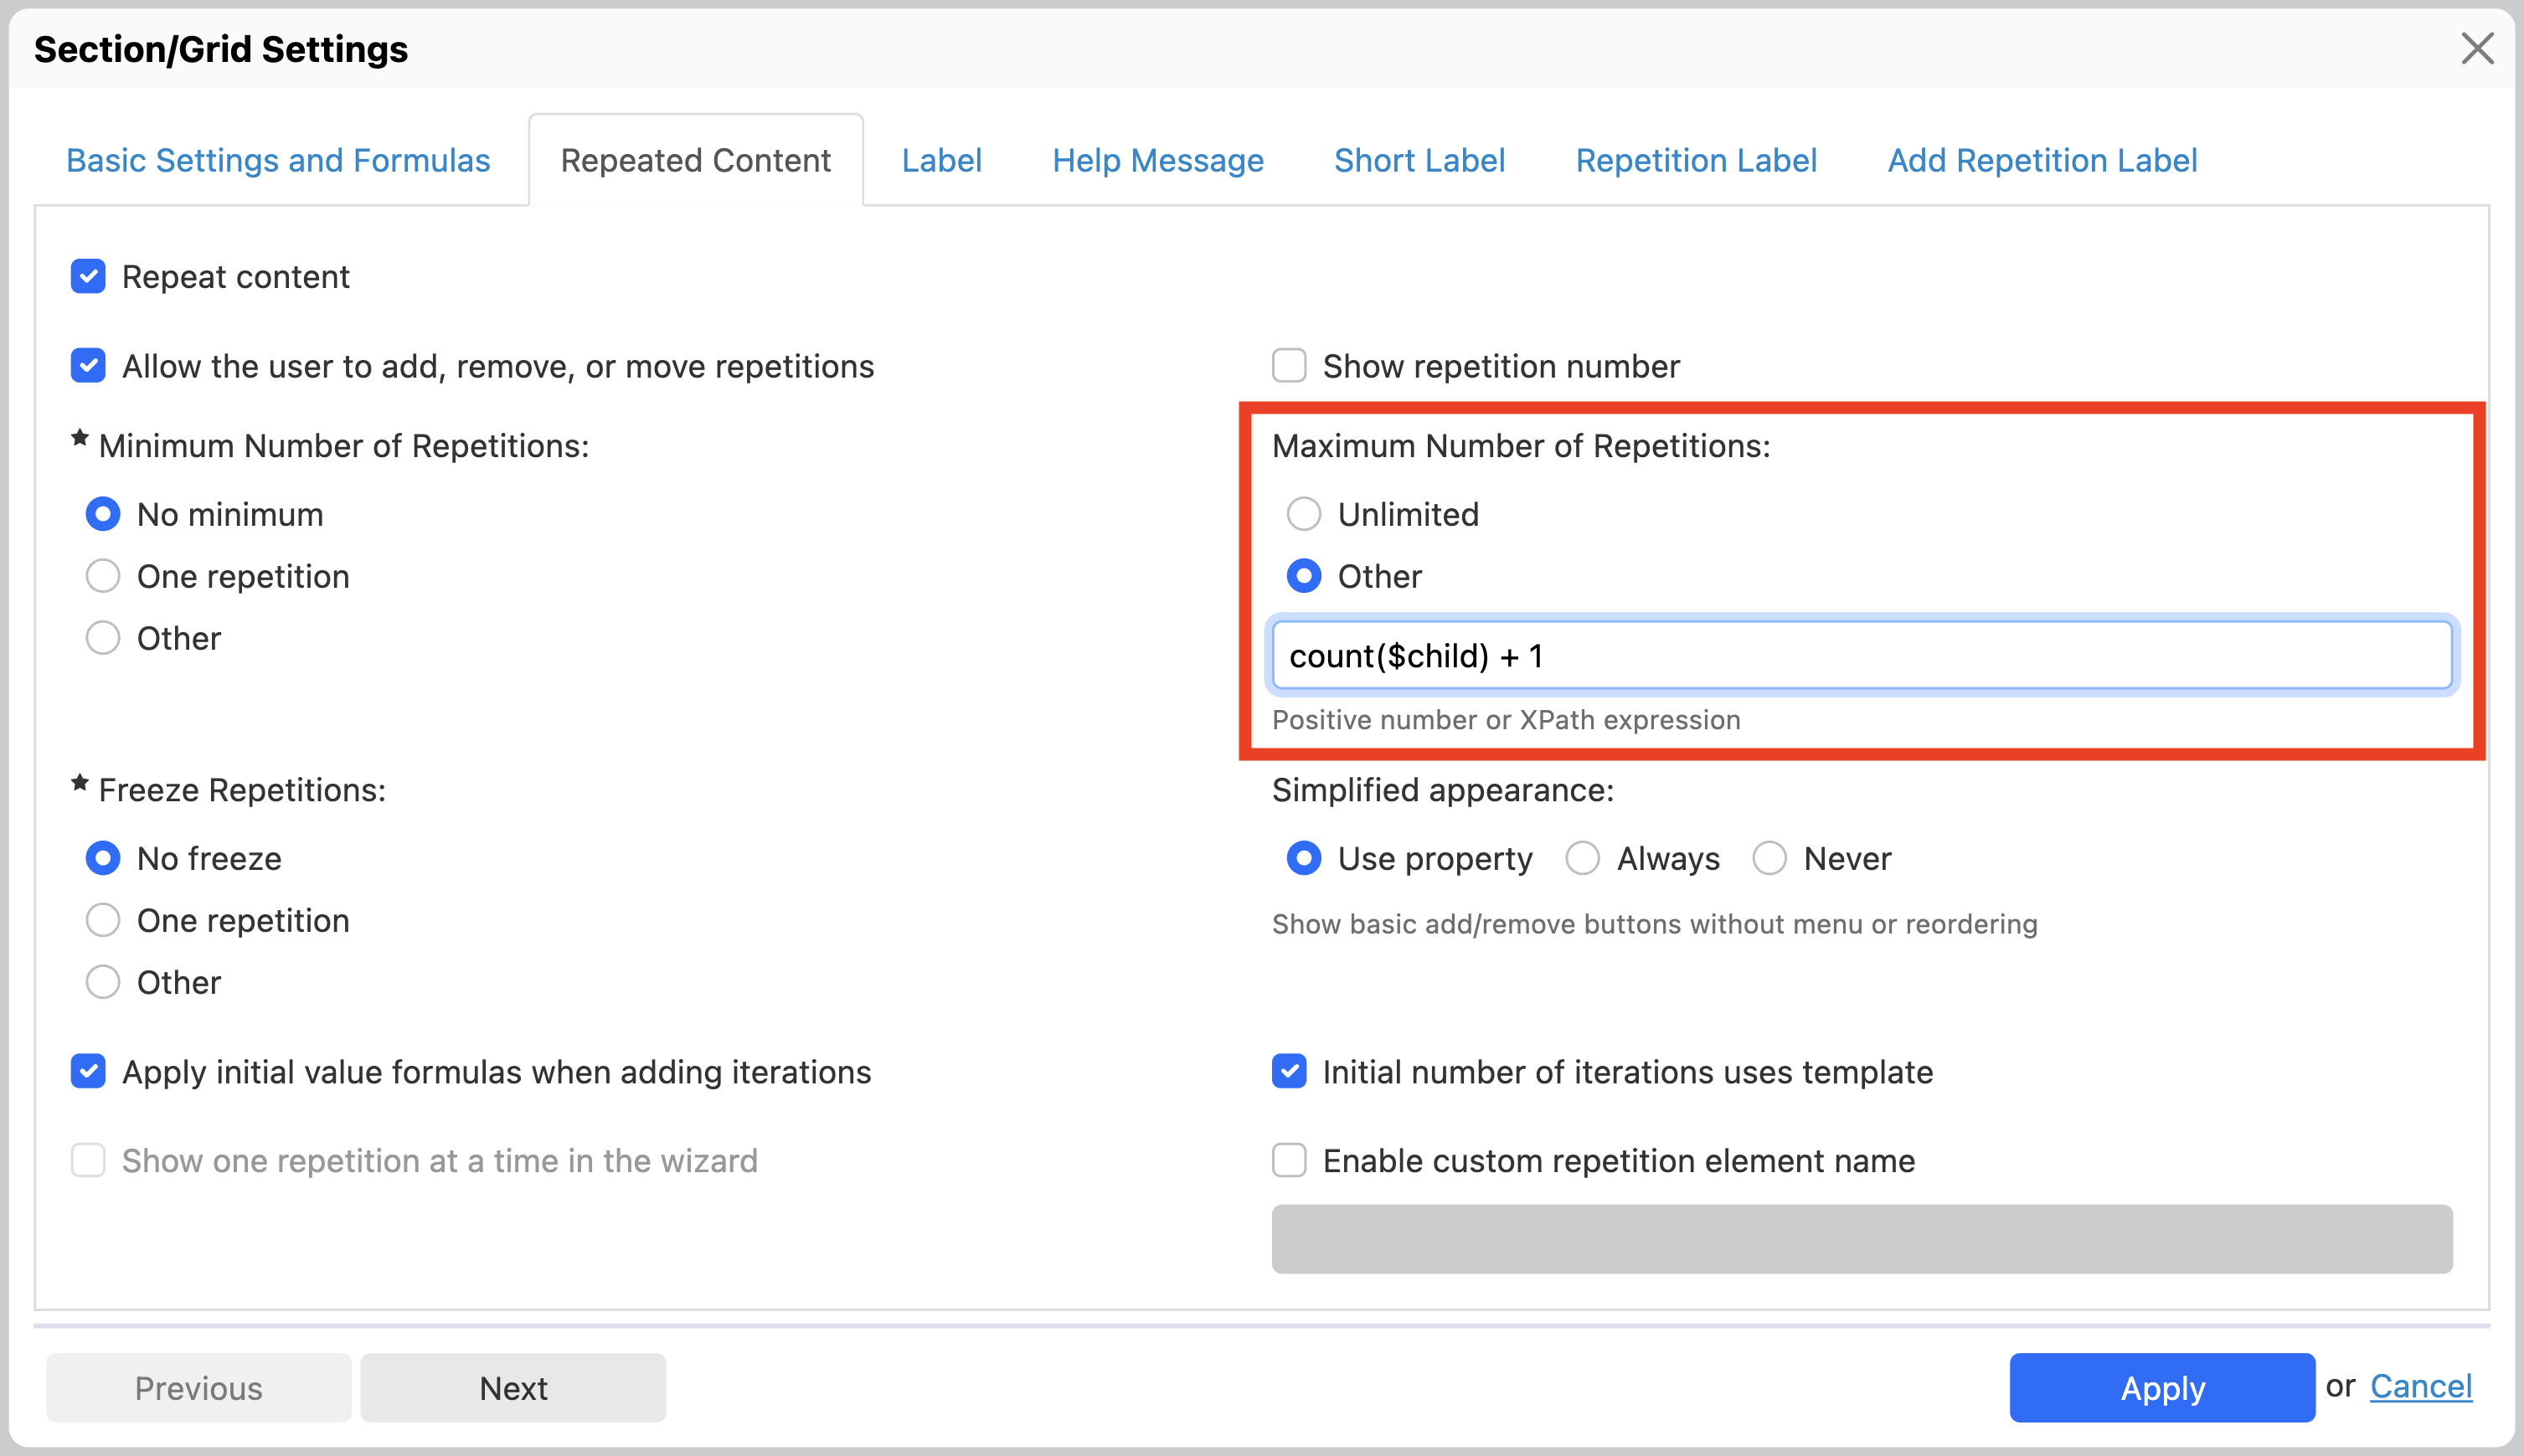 Section/Grid Settings
Basic Settings and Formulas Repeated Content Label Help Message Short Label Repetition Label Add Repetition Label
Repeat content
Allow the user to add, remove, or move repetitions
Show repetition number
★ Minimum Number of Repetitions:
No minimum
One repetition
Other
Maximum Number of Repetitions:
Unlimited
Other
count($child) + 1
Positive number or XPath expression
★ Freeze Repetitions:
No freeze
One repetition
Other
Simplified appearance:
Use property Always Never
Show basic add/remove buttons without menu or reordering
Apply initial value formulas when adding iterations
Initial number of iterations uses template
Show one repetition at a time in the wizard
Enable custom repetition element name
Previous Next Apply or Cancel